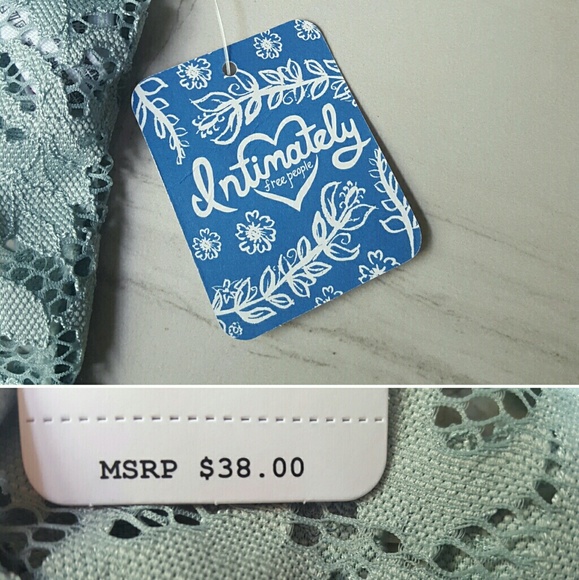 Intimately
free people
MSRP $38.00